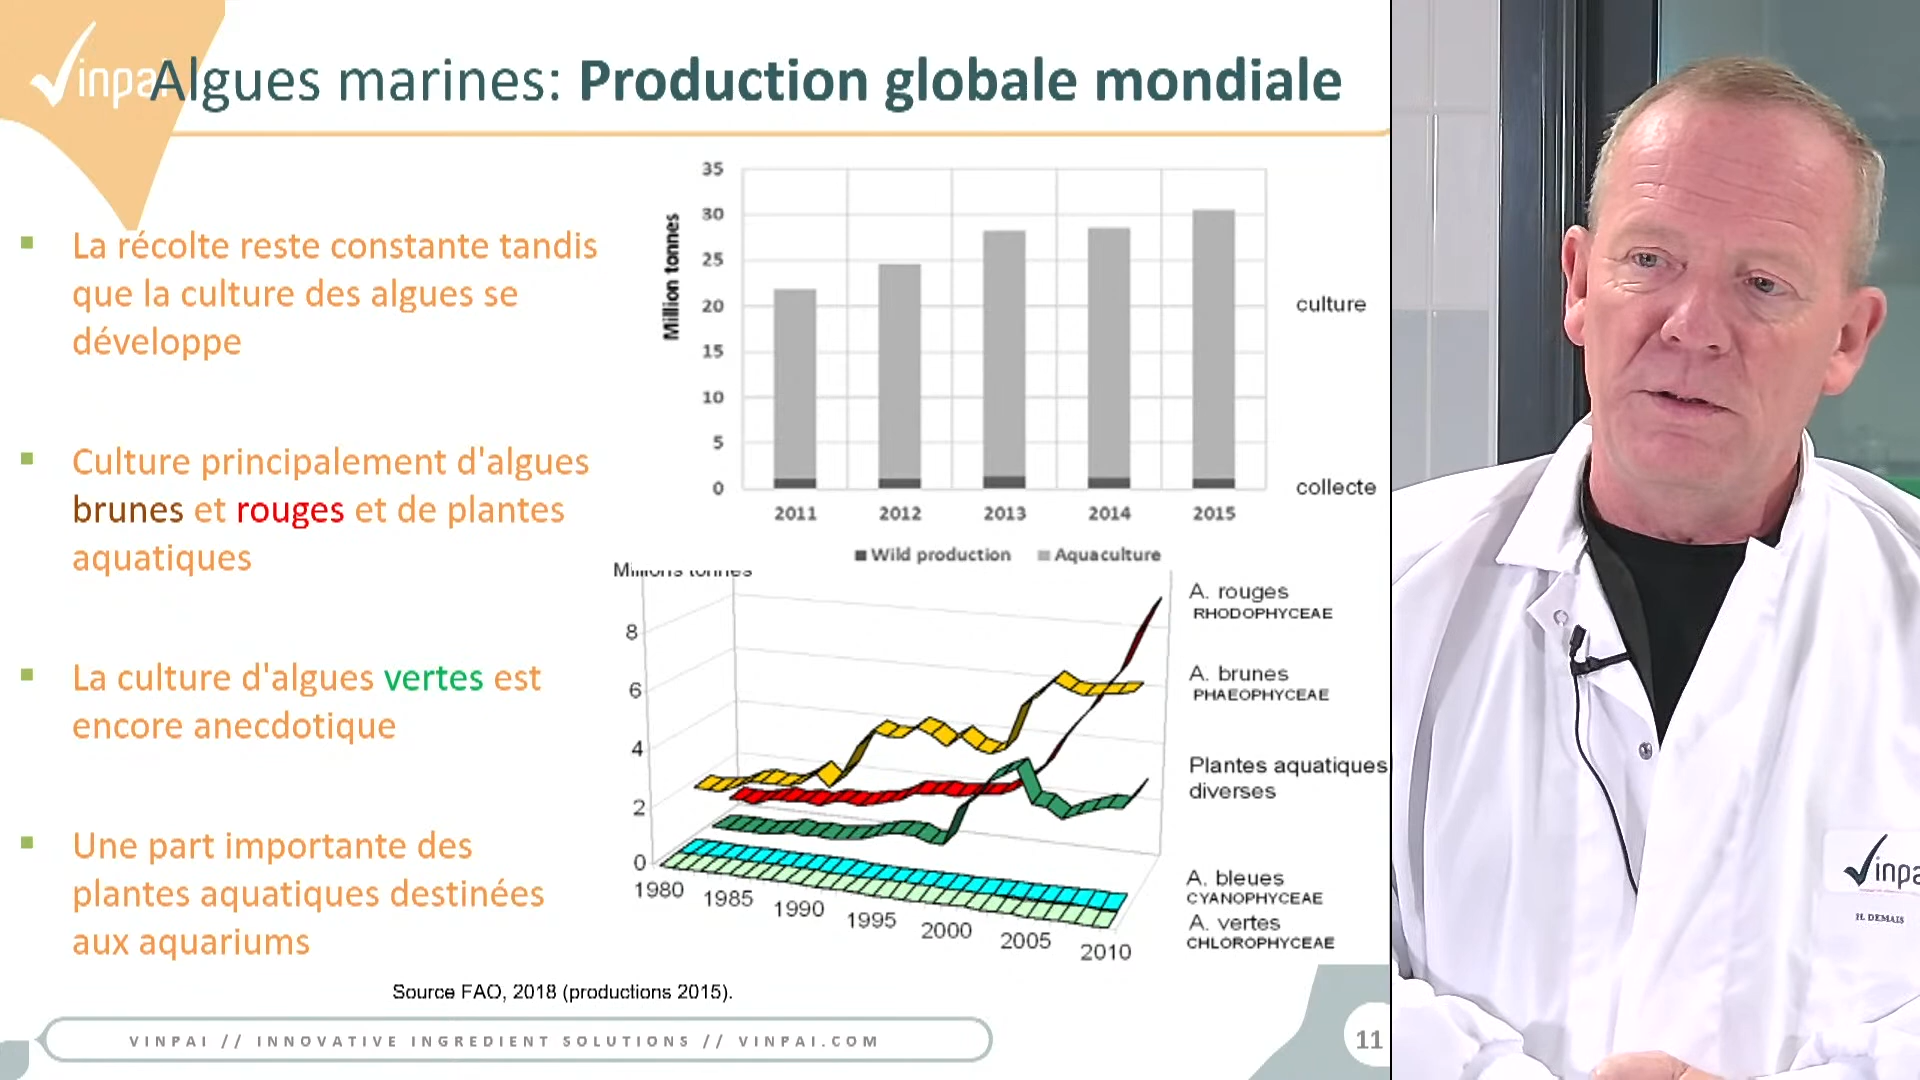 Vinpai
Algues marines: Production globale mondiale
La récolte reste constante tandis
que la culture des algues se
développe
Culture principalement d'algues
brunes et rouges et de plantes
aquatiques
La culture d'algues vertes est
encore anecdotique
Une part importante des
plantes aquatiques destinées
aux aquariums
Million tonnes
35
30
25
20
15
10
5
0
2011 2012 2013 2014 2015
culture
collecte
Wild production Aquaculture
Millions tonnes
8
6
4
2
0
1980 1985 1990 1995 2000 2005 2010
A. rouges
RHODOPHYCEAE
A. brunes
PHAEOPHYCEAE
Plantes aquatiques
diverses
A. bleues
CYANOPHYCEAE
A. vertes
CHLOROPHYCEAE
Source FAO, 2018 (productions 2015).
VINPAI // INNOVATIVE INGREDIENT SOLUTIONS // VINPAI.COM
11
Vinpa
H. DEMAIS